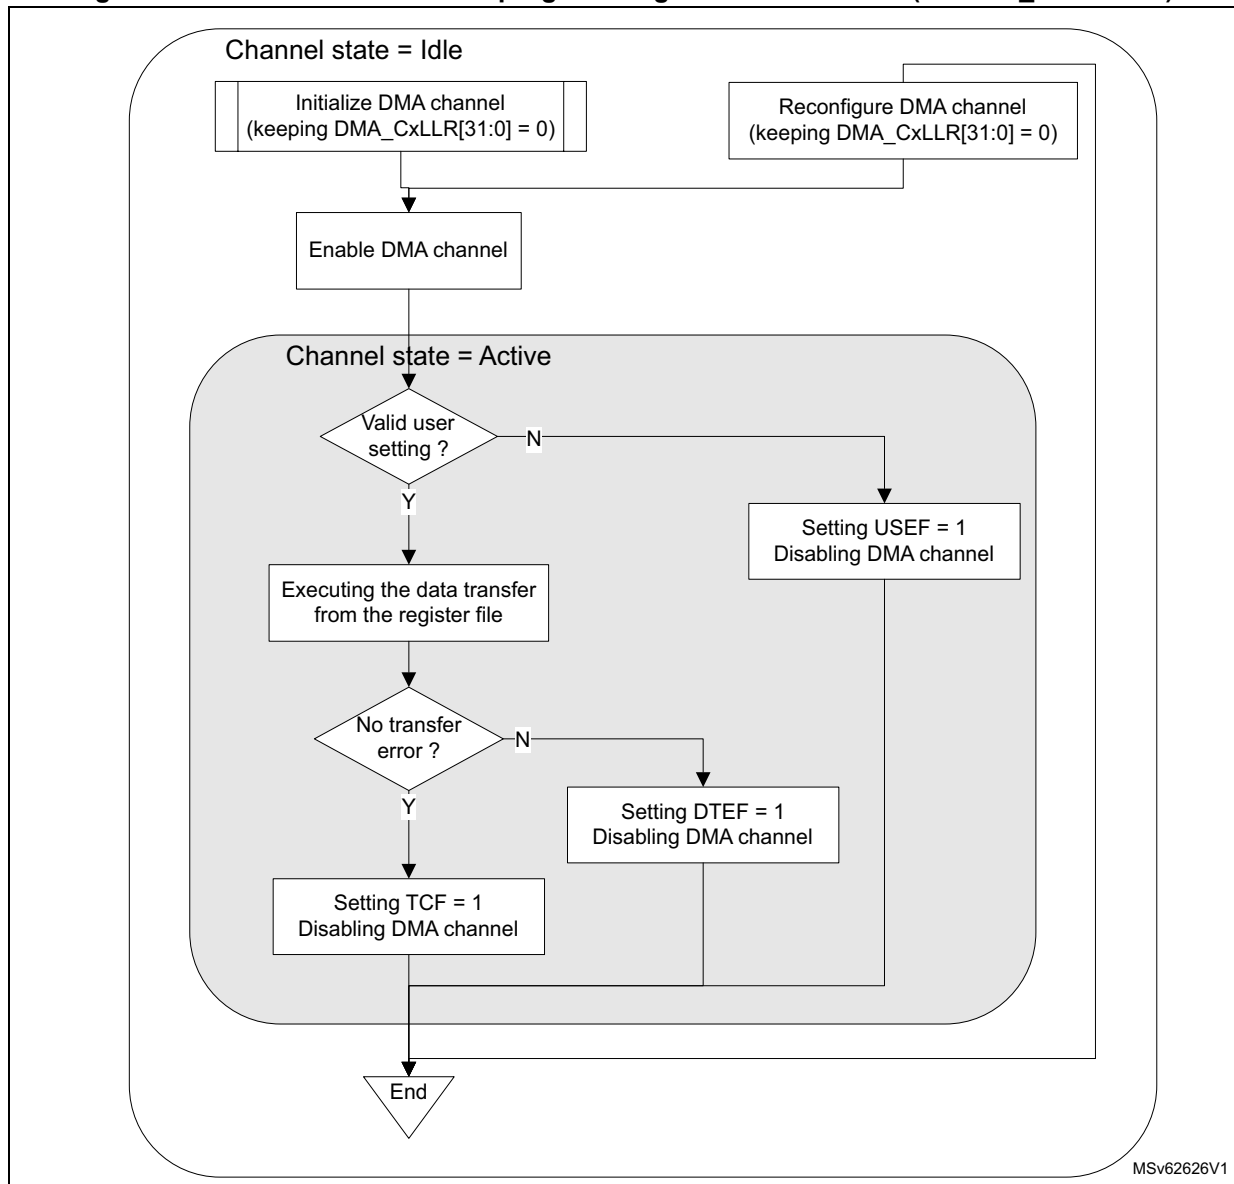 Channel state = Idle
Initialize DMA channel
(keeping DMA_CxLLR[31:0] = 0)
Reconfigure DMA channel
(keeping DMA_CxLLR[31:0] = 0)
Enable DMA channel
Channel state = Active
Valid user
setting ?
N
Y
Setting USEF = 1
Disabling DMA channel
Executing the data transfer
from the register file
No transfer
error ?
N
Y
Setting DTEF = 1
Disabling DMA channel
Setting TCF = 1
Disabling DMA channel
End
MSv62626V1